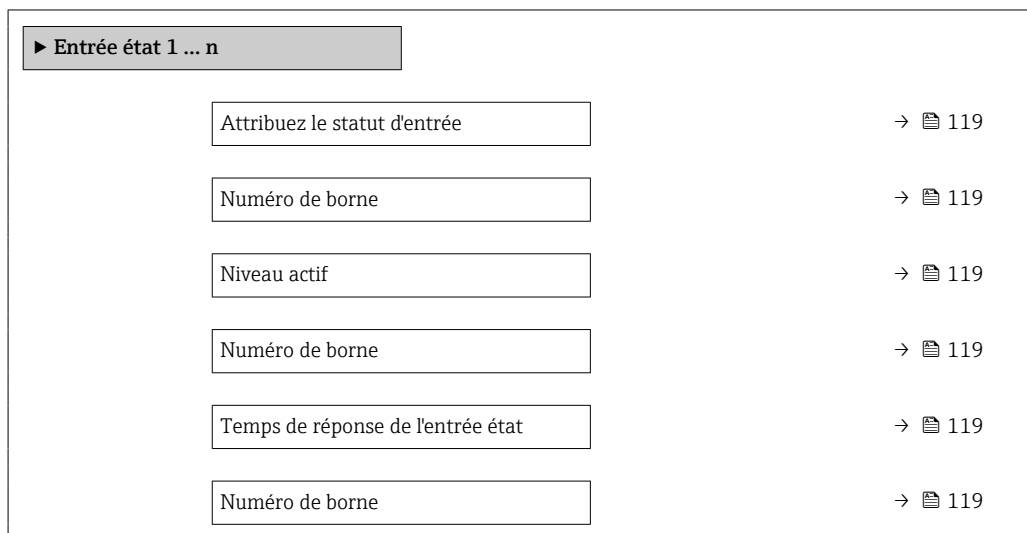 ▶ Entrée état 1 ... n
Attribuez le statut d'entrée → 119
Numéro de borne → 119
Niveau actif → 119
Numéro de borne → 119
Temps de réponse de l'entrée état → 119
Numéro de borne → 119